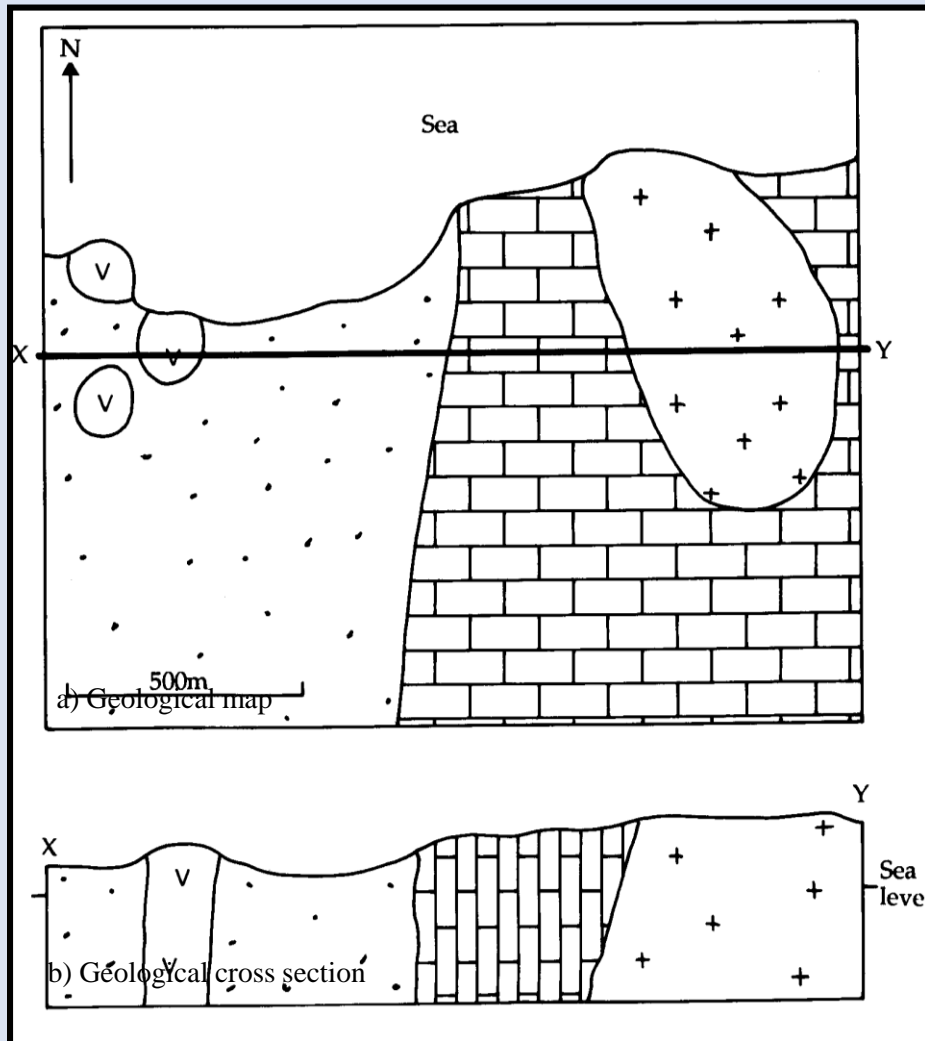 N
Sea
V
V
X
Y
V
500m
a) Geological map
Y
X
V
Sea
leve
V
b) Geological cross section